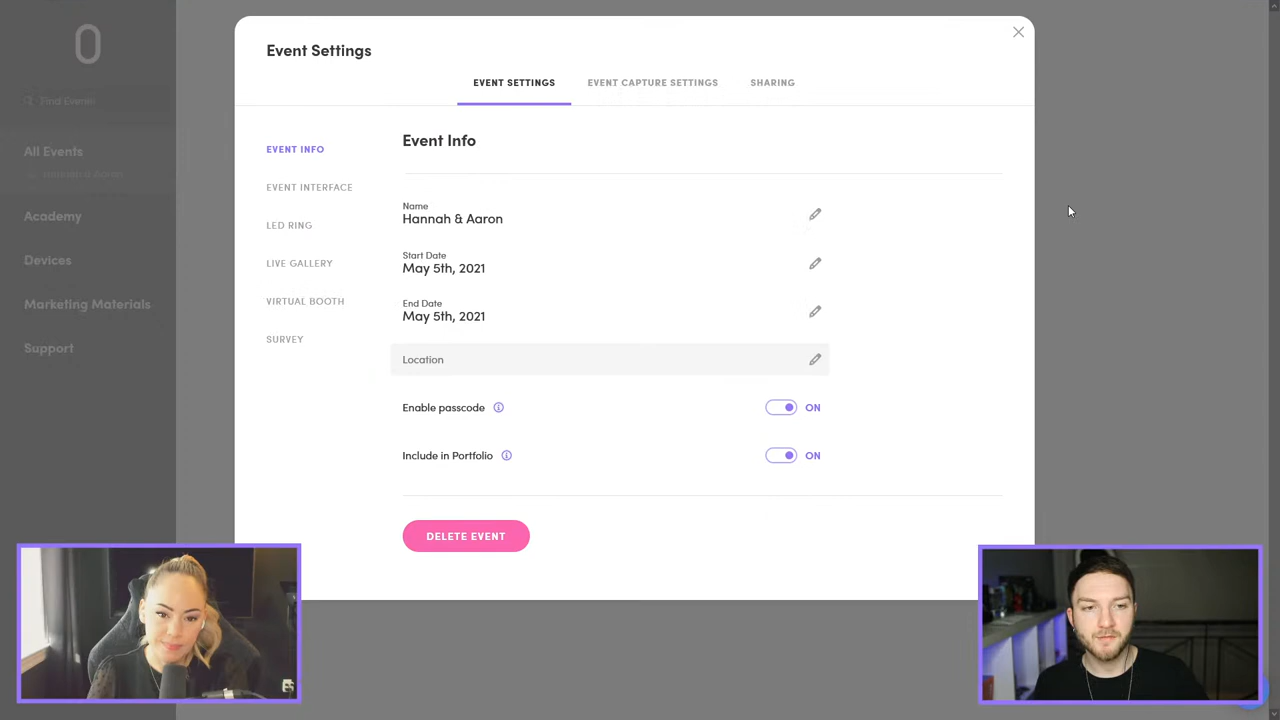 Event Settings
EVENT SETTINGS
EVENT CAPTURE SETTINGS
SHARING
Find Events
All Events
Academy
Devices
Marketing Materials
Support
EVENT INFO
EVENT INTERFACE
LED RING
LIVE GALLERY
VIRTUAL BOOTH
SURVEY
Event Info
Name
Hannah & Aaron
Start Date
May 5th, 2021
End Date
May 5th, 2021
Location
Enable passcode
ON
Include in Portfolio
ON
DELETE EVENT